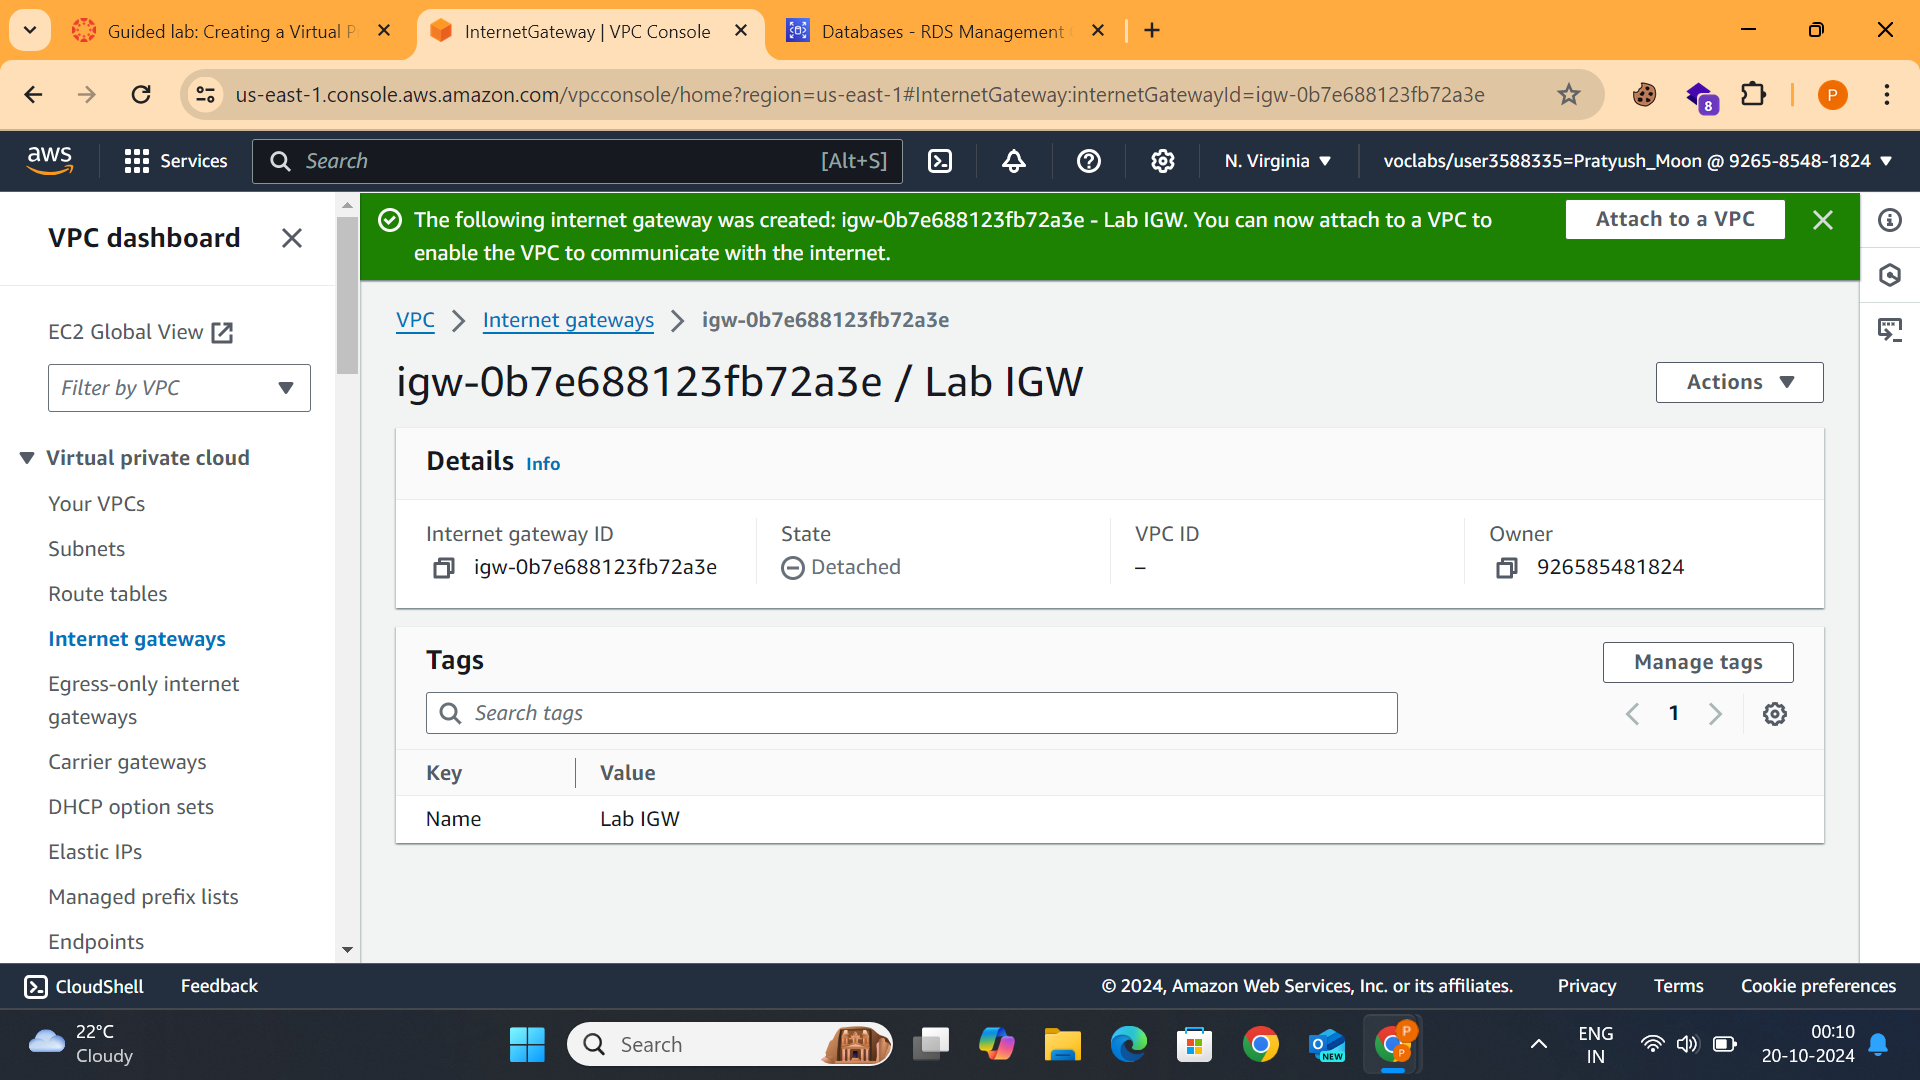 Guided lab: Creating a Virtual P
InternetGateway | VPC Console
Databases - RDS Management
us-east-1.console.aws.amazon.com/vpcconsole/home?region=us-east-1#InternetGateway:internetGatewayId=igw-0b7e688123fb72a3e
8
P
aws
Services
Search
[Alt+S]
N. Virginia
voclabs/user3588335=Pratyush_Moon @ 9265-8548-1824
VPC dashboard
EC2 Global View
Filter by VPC
Virtual private cloud
Your VPCs
Subnets
Route tables
Internet gateways
Egress-only internet
gateways
Carrier gateways
DHCP option sets
Elastic IPs
Managed prefix lists
Endpoints
The following internet gateway was created: igw-0b7e688123fb72a3e - Lab IGW. You can now attach to a VPC to
enable the VPC to communicate with the internet.
Attach to a VPC
VPC
Internet gateways
igw-0b7e688123fb72a3e
igw-0b7e688123fb72a3e / Lab IGW
Actions
Details Info
Internet gateway ID
igw-0b7e688123fb72a3e
State
Detached
VPC ID
–
Owner
926585481824
Tags
Manage tags
Search tags
1
Key
Value
Name
Lab IGW
CloudShell
Feedback
© 2024, Amazon Web Services, Inc. or its affiliates.
Privacy
Terms
Cookie preferences
22°C
Cloudy
Search
NEW
P
P
ENG
IN
00:10
20-10-2024